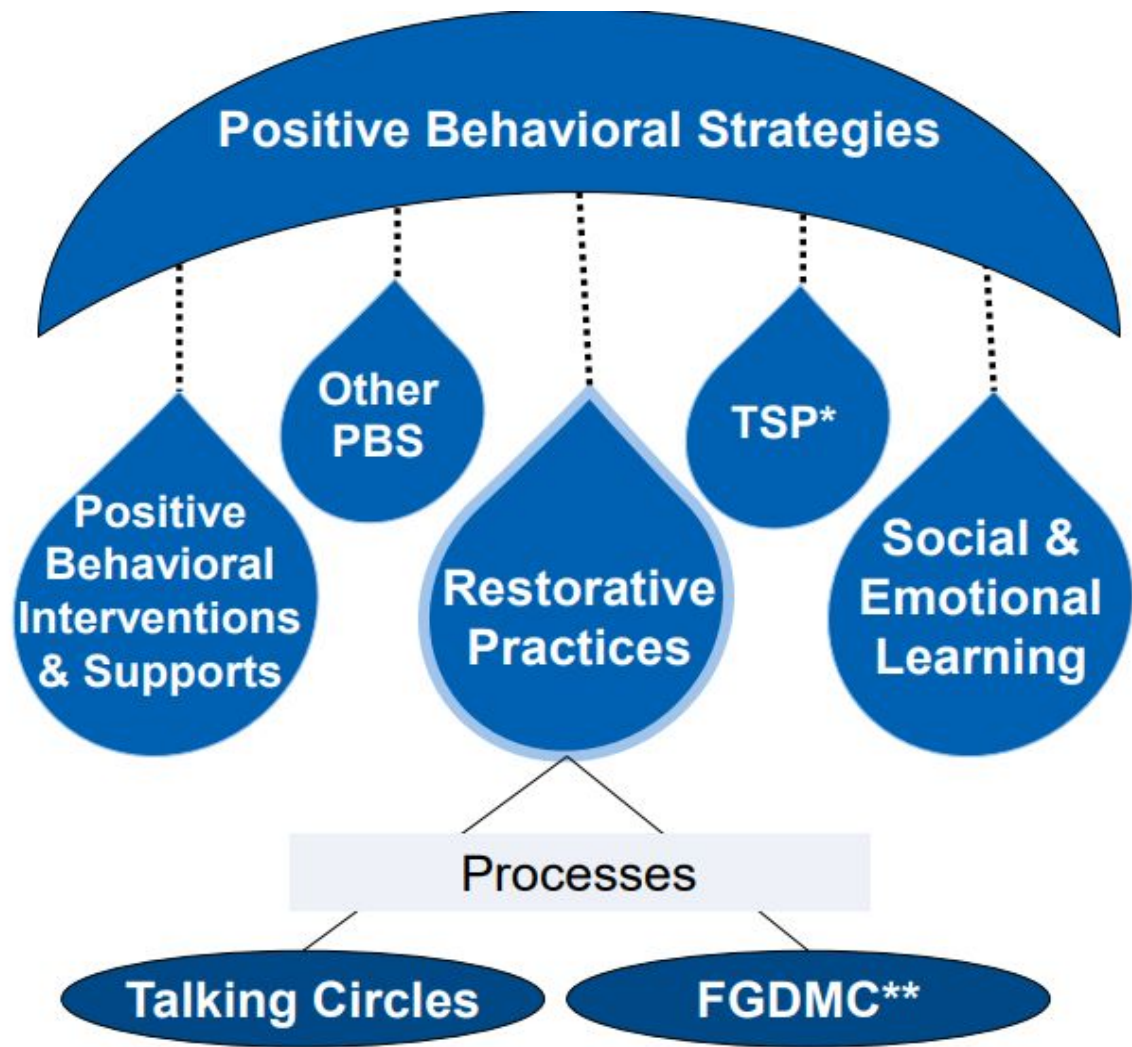 Positive Behavioral Strategies
Other
PBS
TSP*
Positive
Behavioral
Interventions
& Supports
Restorative
Practices
Social &
Emotional
Learning
Processes
Talking Circles
FGDMC**